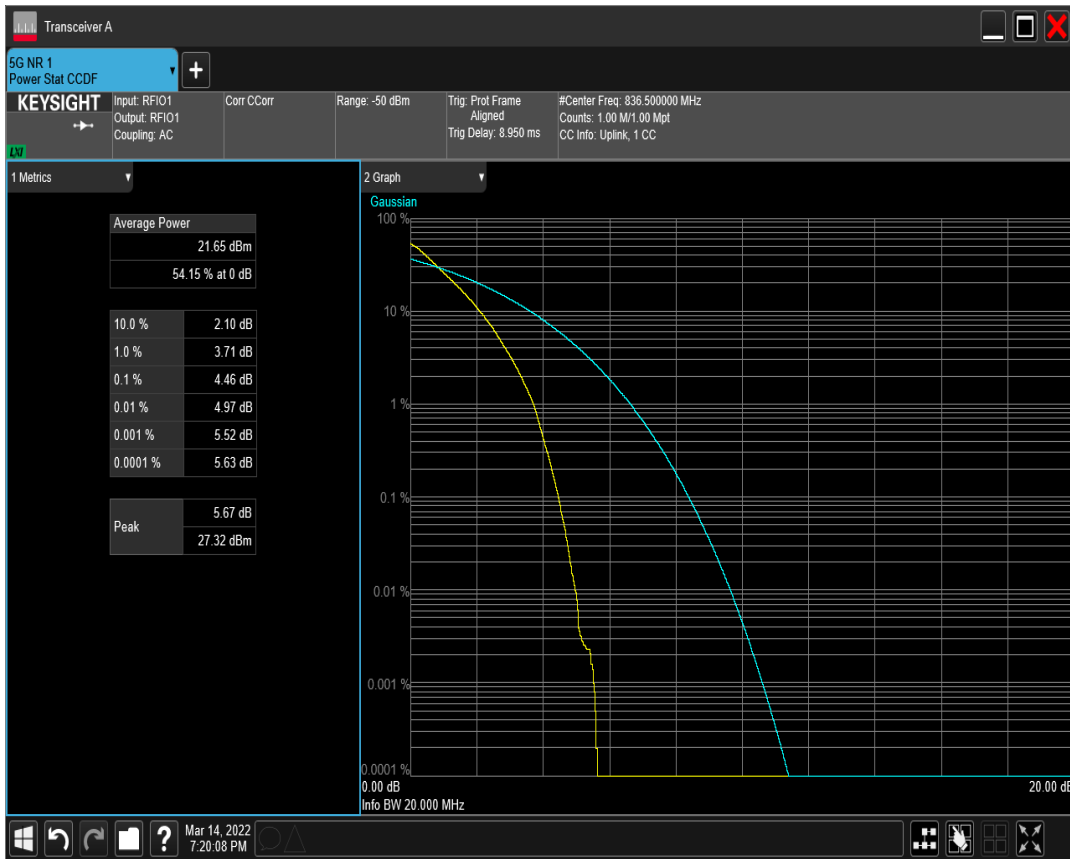 Transceiver A
5G NR 1
Power Stat CCDF
KEYSIGHT
LXI
Input: RFIO1
Output: RFIO1
Coupling: AC
Corr CCorr
Range: -50 dBm
Trig: Prot Frame
Aligned
Trig Delay: 8.950 ms
#Center Freq: 836.500000 MHz
Counts: 1.00 M/1.00 Mpt
CC Info: Uplink, 1 CC
1 Metrics
Average Power
21.65 dBm
54.15 % at 0 dB
10.0 % 2.10 dB
1.0 % 3.71 dB
0.1 % 4.46 dB
0.01 % 4.97 dB
0.001 % 5.52 dB
0.0001 % 5.63 dB
Peak
5.67 dB
27.32 dBm
2 Graph
Gaussian
100 %
10 %
1 %
0.1 %
0.01 %
0.001 %
0.0001 %
0.00 dB
20.00 dB
Info BW 20.000 MHz
?
Mar 14, 2022
7:20:08 PM